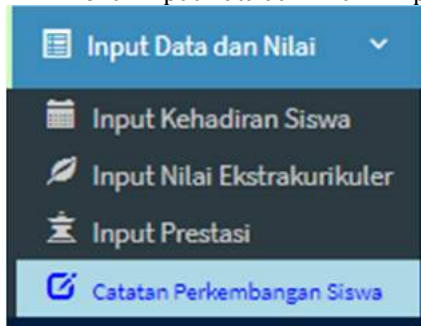 Input Data dan Nilai
Input Kehadiran Siswa
Input Nilai Ekstrakurikuler
Input Prestasi
Catatan Perkembangan Siswa